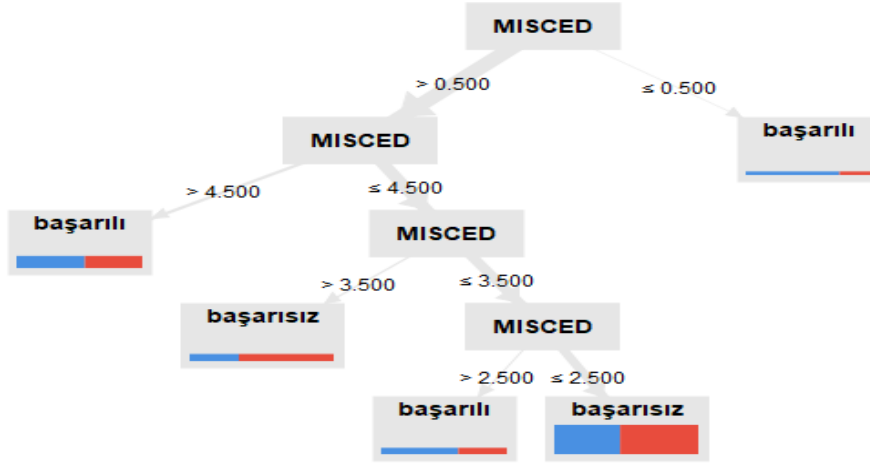 MISCED
> 0.500
≤ 0.500
MISCED
başarılı
> 4.500
≤ 4.500
başarılı
MISCED
> 3.500
≤ 3.500
başarısız
MISCED
> 2.500
≤ 2.500
başarılı
başarısız